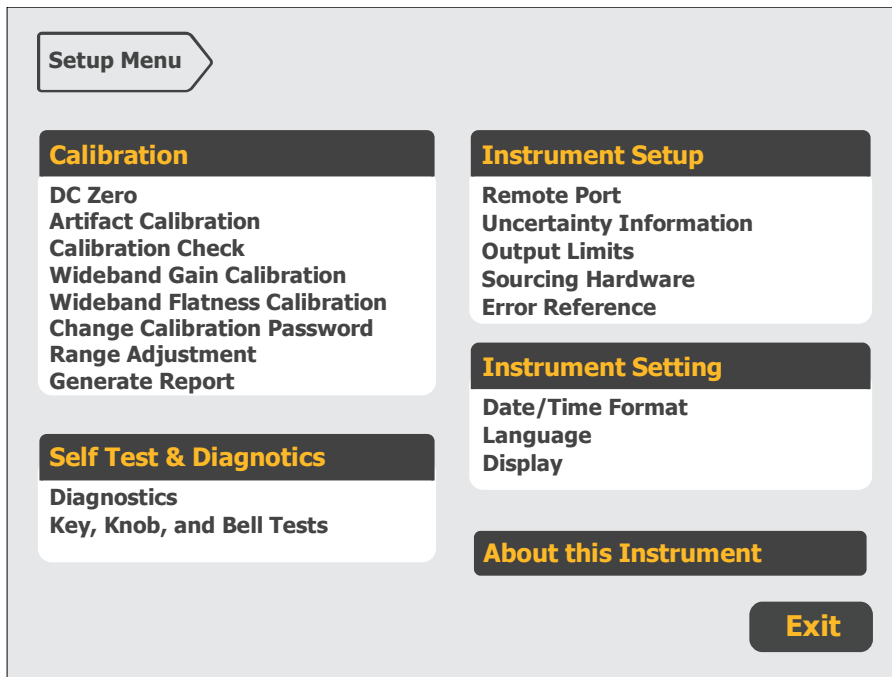 Setup Menu
Calibration
DC Zero
Artifact Calibration
Calibration Check
Wideband Gain Calibration
Wideband Flatness Calibration
Change Calibration Password
Range Adjustment
Generate Report
Self Test & Diagnotics
Diagnostics
Key, Knob, and Bell Tests
Instrument Setup
Remote Port
Uncertainty Information
Output Limits
Sourcing Hardware
Error Reference
Instrument Setting
Date/Time Format
Language
Display
About this Instrument
Exit